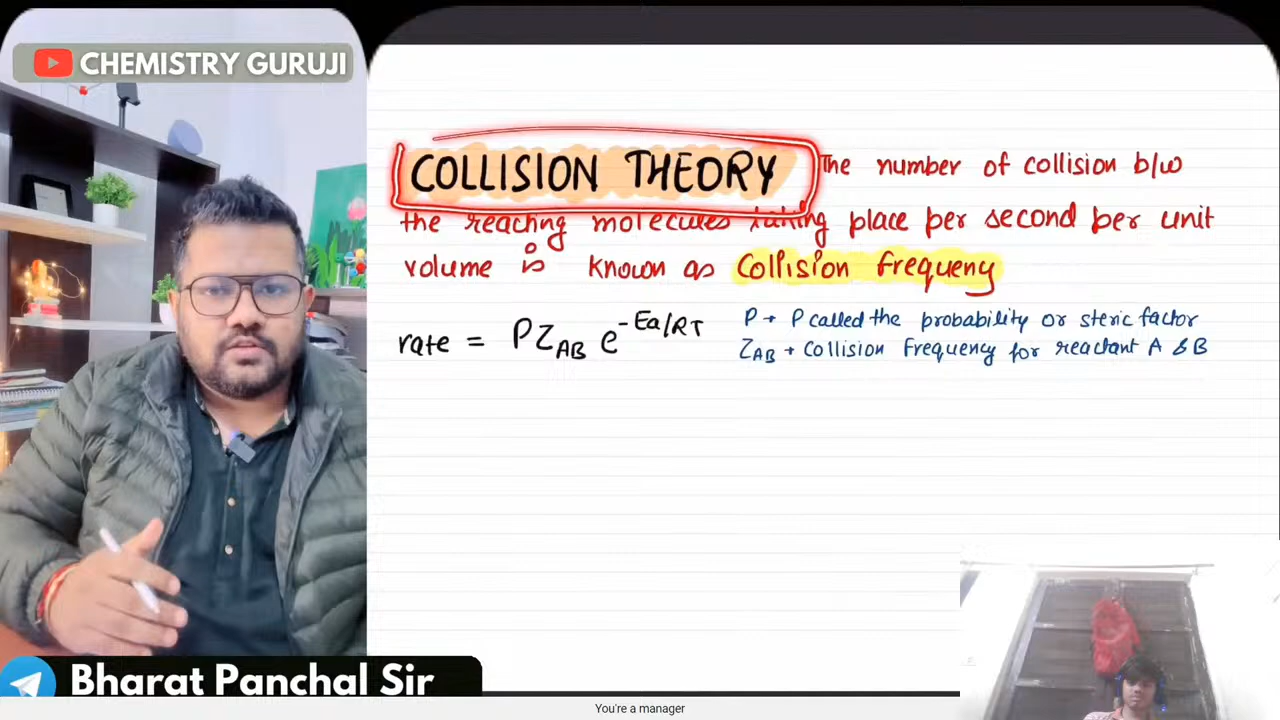 CHEMISTRY GURUJI
COLLISION THEORY The number of collision b/w
the reacting molecules taking place per second per unit
volume is known as Collision frequency
rate = PZAB e-Ea/RT
P → P called the probability or steric factor
ZAB → Collision Frequency for reactant A & B
Bharat Panchal Sir
You're a manager